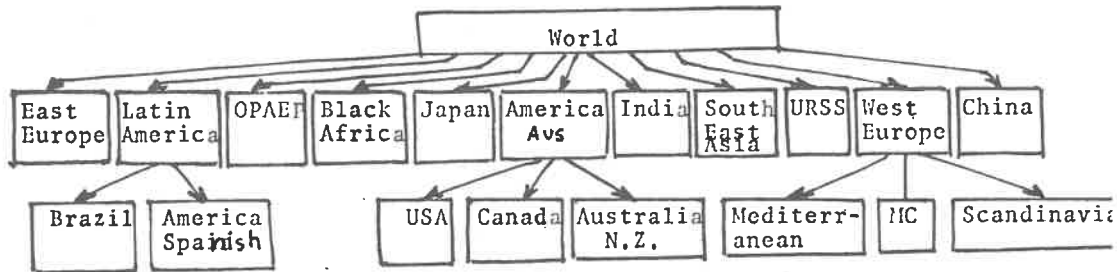 World
East
Europe
Latin
America
OPAEP
Black
Africa
Japan
America
Avs
India
South
East
Asia
URSS
West
Europe
China
Brazil
America
Spainish
USA
Canada
Australia
N.Z.
Mediterr-
anean
MC
Scandinavia